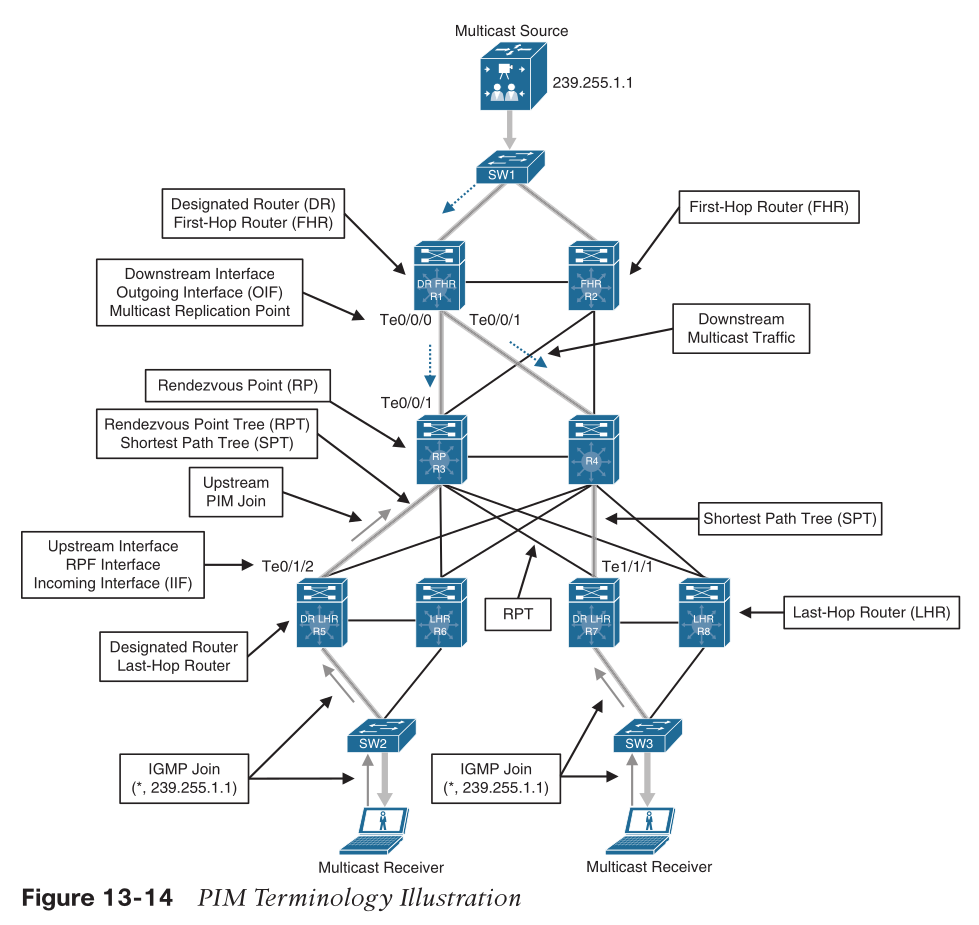 Multicast Source
239.255.1.1
SW1
Designated Router (DR)
First-Hop Router (FHR)
First-Hop Router (FHR)
DR FHR
R1
FHR
R2
Downstream Interface
Outgoing Interface (OIF)
Multicast Replication Point
Te0/0/0
Te0/0/1
Downstream
Multicast Traffic
Rendezvous Point (RP)
Te0/0/1
Rendezvous Point Tree (RPT)
Shortest Path Tree (SPT)
RP
R3
R4
Upstream
PIM Join
Shortest Path Tree (SPT)
Upstream Interface
RPF Interface
Incoming Interface (IIF)
Te0/1/2
Te1/1/1
RPT
DR LHR
R5
LHR
R6
DR LHR
R7
LHR
R8
Last-Hop Router (LHR)
Designated Router
Last-Hop Router
SW2
SW3
IGMP Join
(*, 239.255.1.1)
IGMP Join
(*, 239.255.1.1)
Multicast Receiver
Multicast Receiver
Figure 13-14 PIM Terminology Illustration